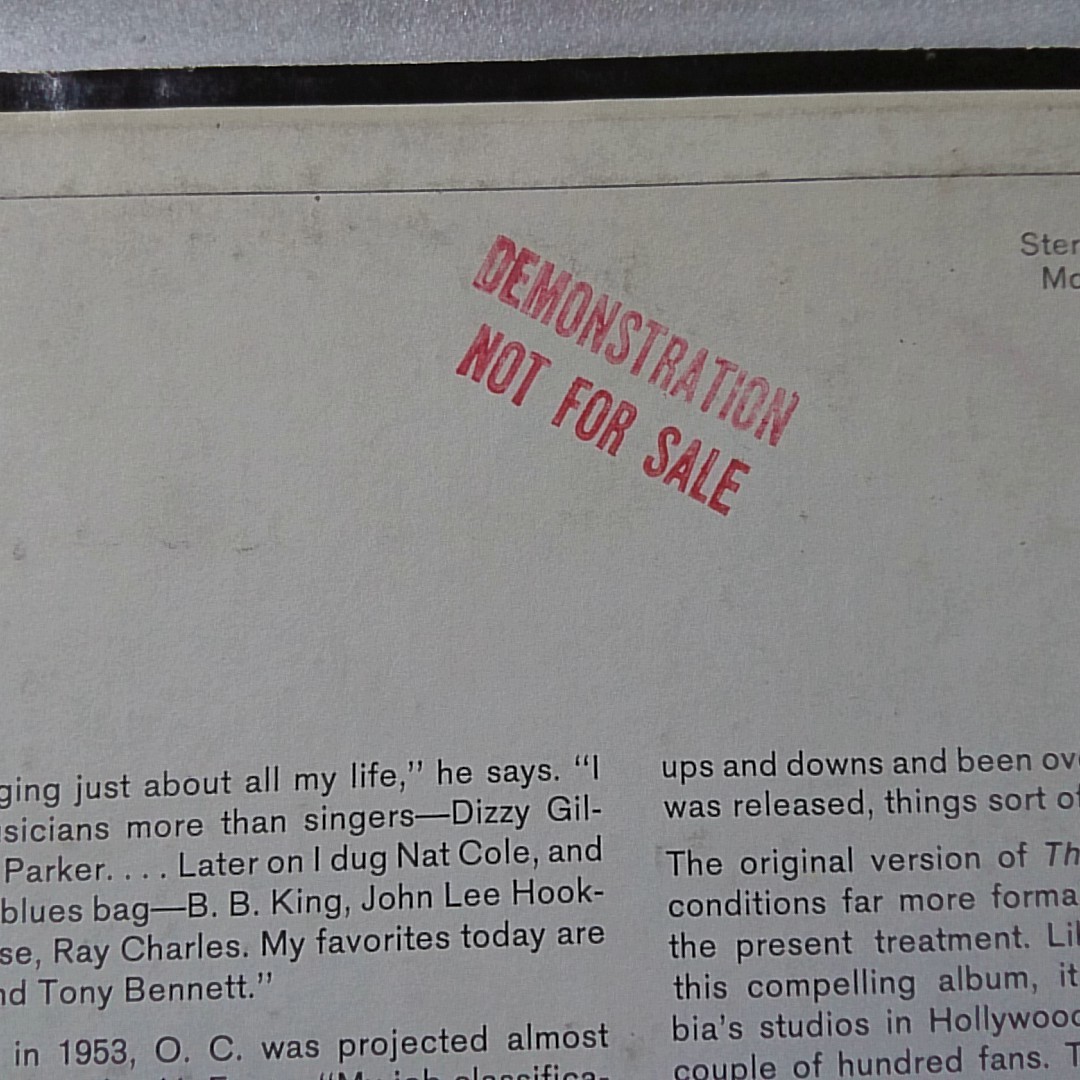 DEMONSTRATION
NOT FOR SALE
Ster
Mo
ging just about all my life,” he says. “I
usicians more than singers—Dizzy Gil-
Parker. . . . Later on I dug Nat Cole, and
blues bag—B. B. King, John Lee Hook-
se, Ray Charles. My favorites today are
nd Tony Bennett.”
in 1953, O. C. was projected almost
ups and downs and been ov
was released, things sort of
The original version of Th
conditions far more forma
the present treatment. Lik
this compelling album, it
bia’s studios in Hollywood
couple of hundred fans. T